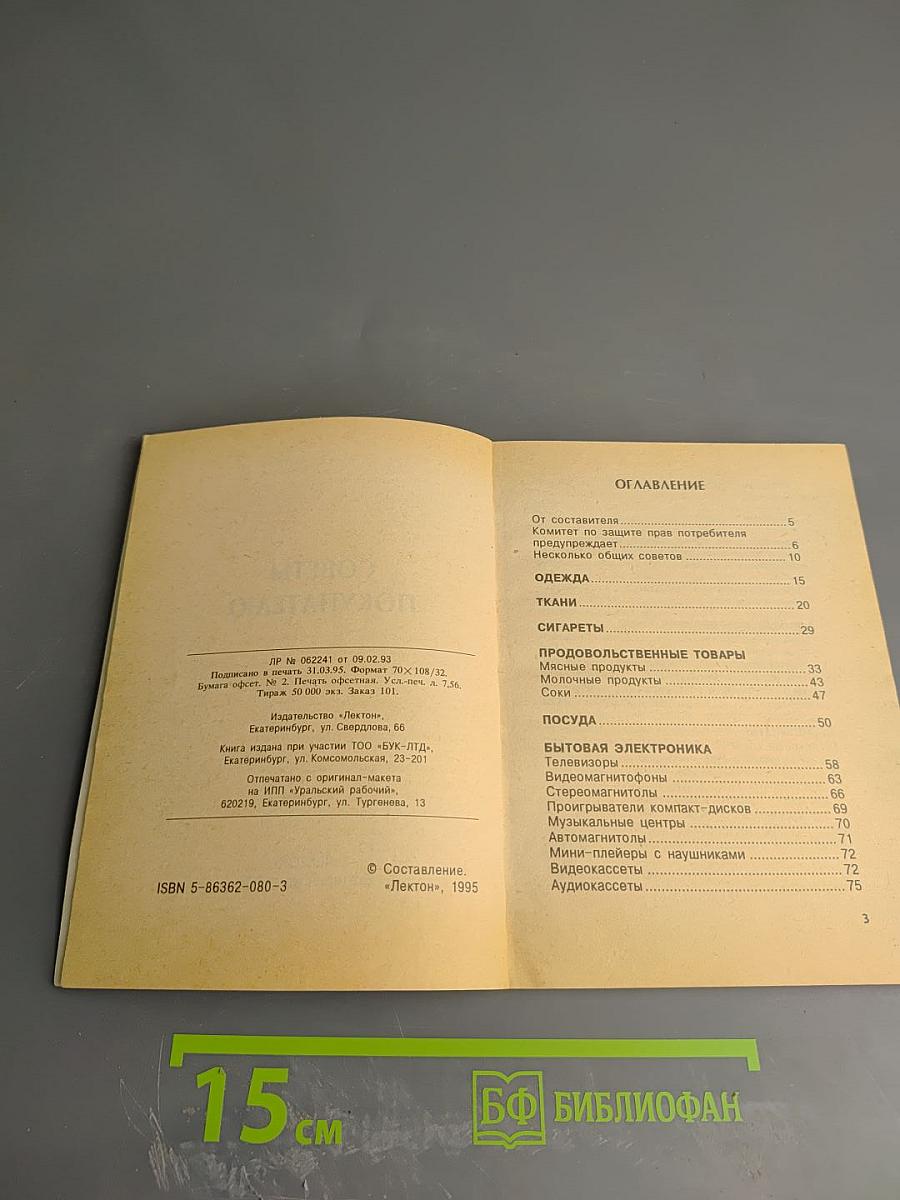 ЛР № 062241 от 09.02.93
Подписано в печать 31.03.95. Формат 70×108/32.
Бумага офсет. № 2. Печать офсетная. Усл.-печ. л. 7,56.
Тираж 50 000 экз. Заказ 101.
Издательство «Лектон»,
Екатеринбург, ул. Свердлова, 66
Книга издана при участии ТОО «БУК-ЛТД»,
Екатеринбург, ул. Комсомольская, 23-201
Отпечатано с оригинал-макета
на ИПП «Уральский рабочий»,
620219, Екатеринбург, ул. Тургенева, 13
© Составление.
ISBN 5-86362-080-3 «Лектон», 1995
ОГЛАВЛЕНИЕ
От составителя 5
Комитет по защите прав потребителя
предупреждает 6
Несколько общих советов 10
ОДЕЖДА 15
ТКАНИ 20
СИГАРЕТЫ 29
ПРОДОВОЛЬСТВЕННЫЕ ТОВАРЫ
Мясные продукты 33
Молочные продукты 43
Соки 47
ПОСУДА 50
БЫТОВАЯ ЭЛЕКТРОНИКА
Телевизоры 58
Видеомагнитофоны 63
Стереомагнитолы 66
Проигрыватели компакт-дисков 69
Музыкальные центры 70
Автомагнитолы 71
Мини-плейеры с наушниками 72
Видеокассеты 72
Аудиокассеты 75
3
15 см
БФ БИБЛИОФАН